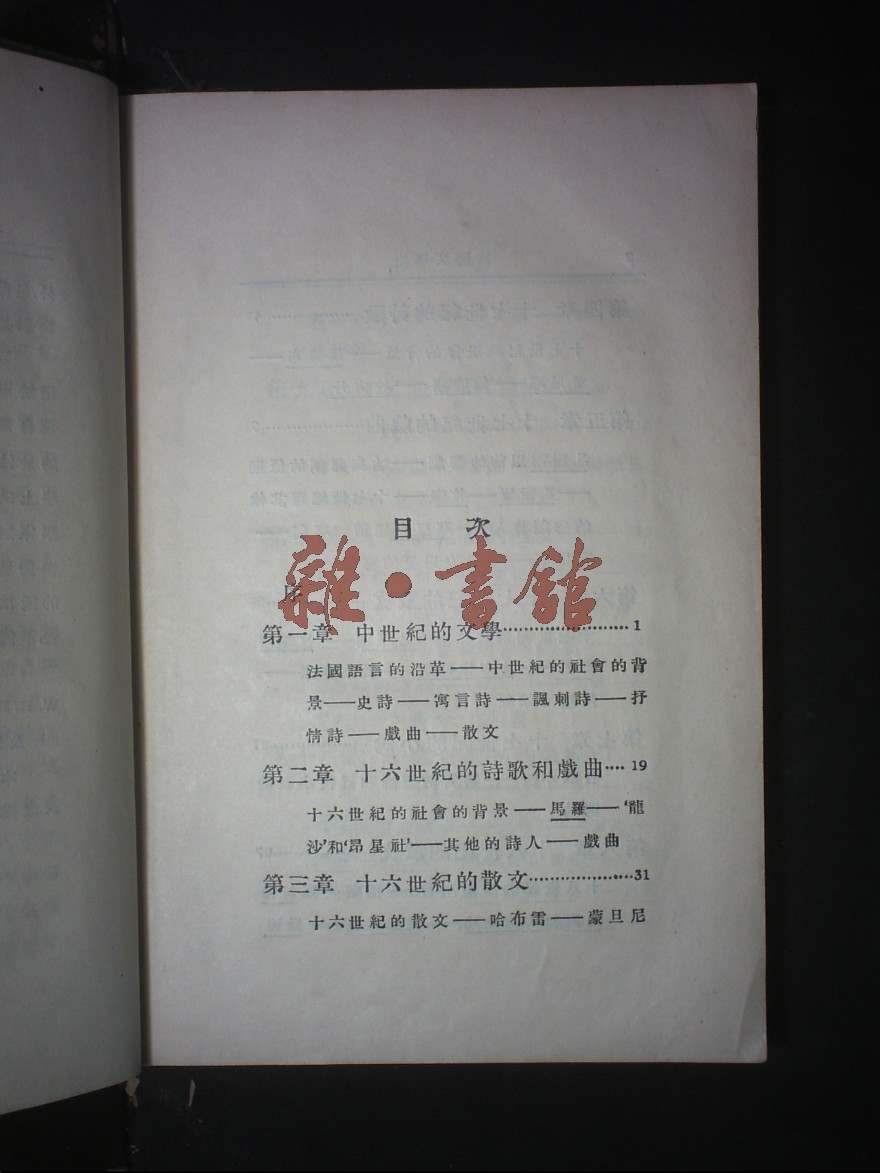 目 次
雜·書館
序
第一章 中世紀的文學························1
法國語言的沿革——中世紀的社會的背
景——史詩——寓言詩——諷刺詩——抒
情詩——戲曲——散文
第二章 十六世紀的詩歌和戲曲····19
十六世紀的社會的背景——馬羅——‘龍
沙’和‘昂星社’——其他的詩人——戲曲
第三章 十六世紀的散文····················31
十六世紀的散文——哈布雷——蒙旦尼